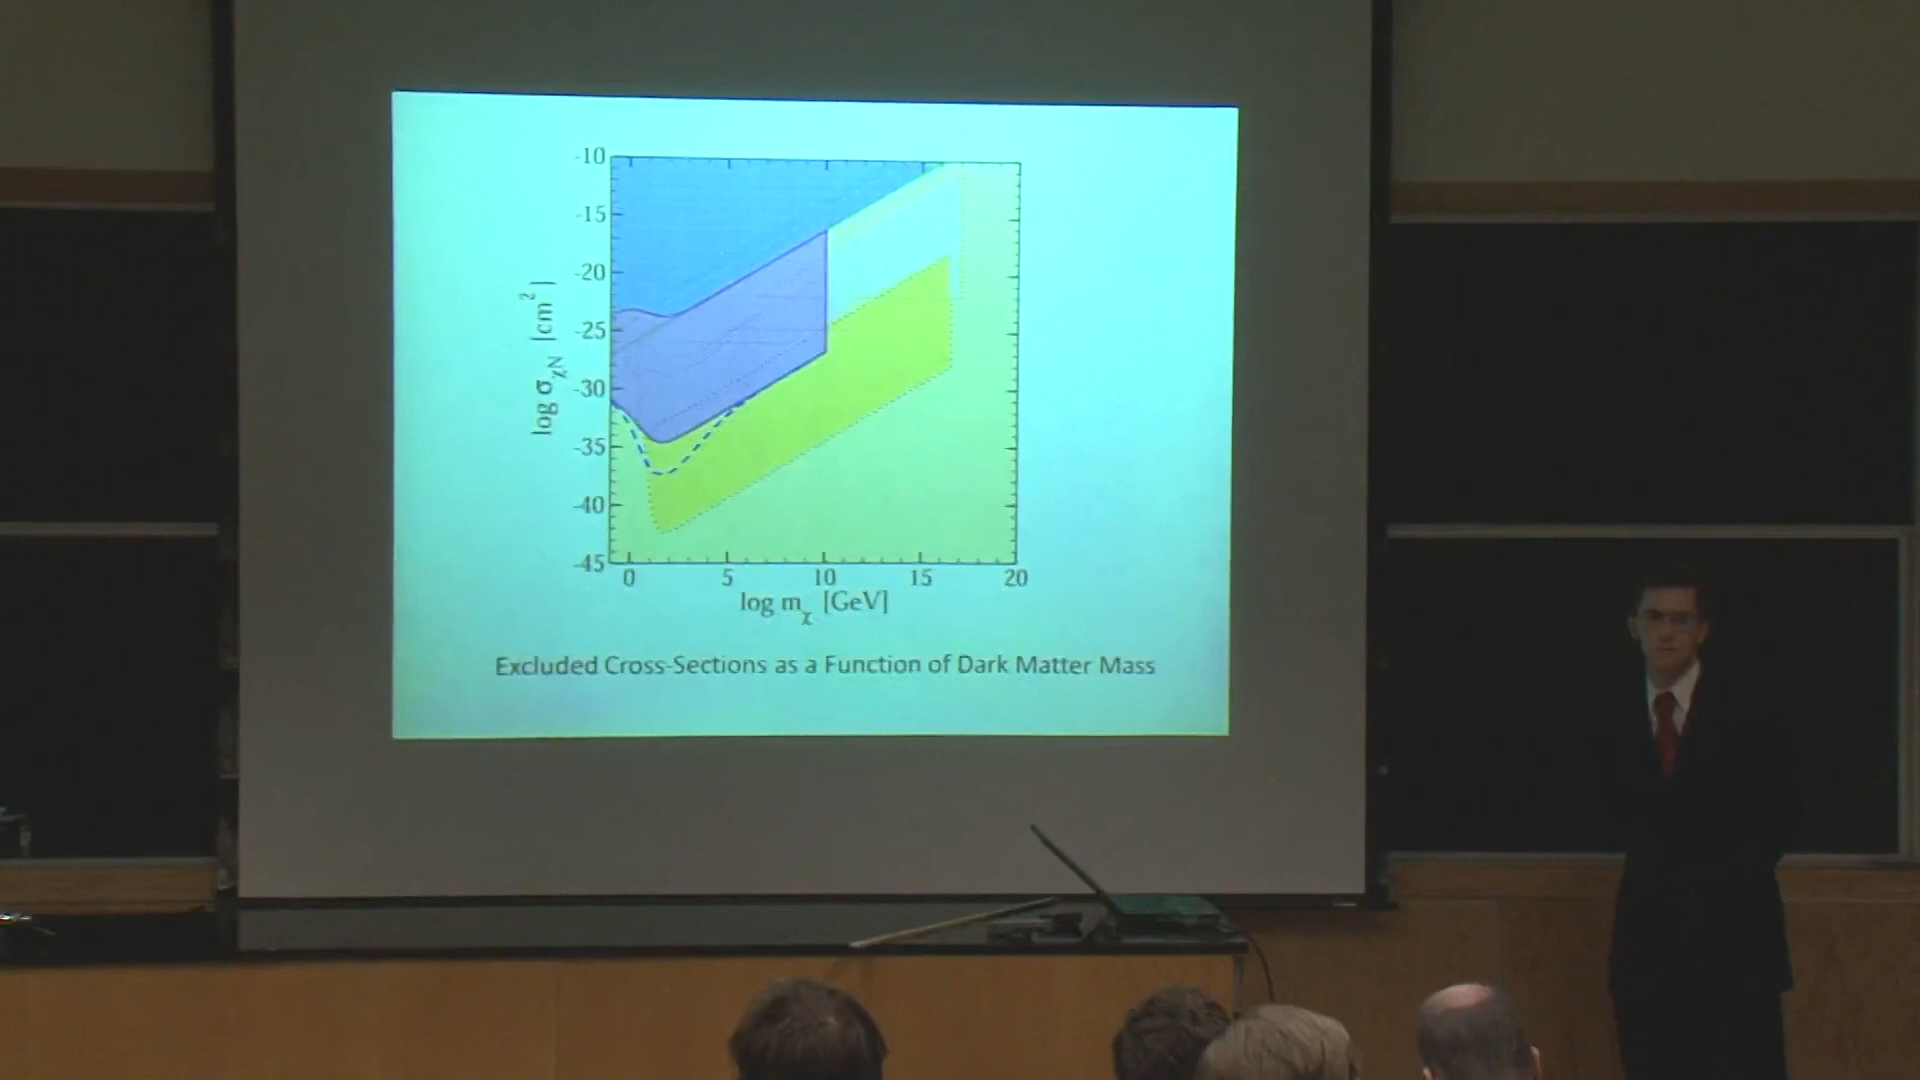 -10
-15
-20
-25
-30
-35
-40
-45
log σχN [cm2]
0 5 10 15 20
log mχ [GeV]
Excluded Cross-Sections as a Function of Dark Matter Mass